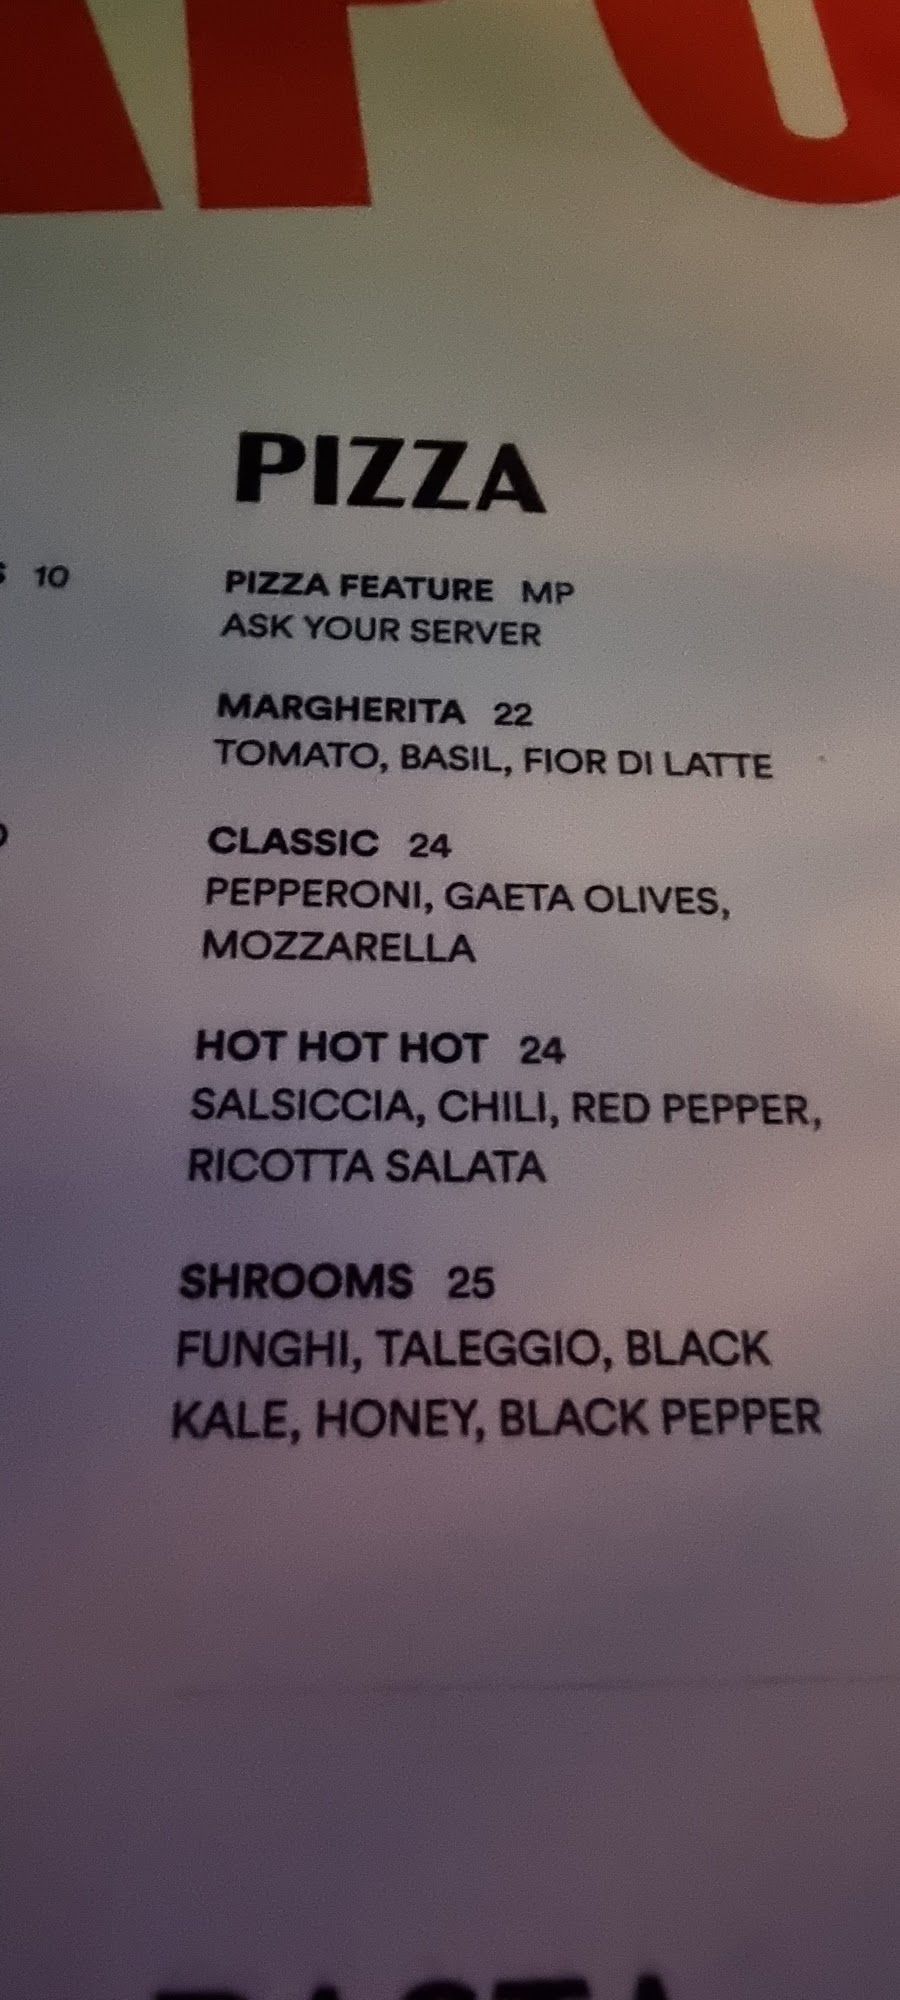 PIZZA
10
PIZZA FEATURE MP
ASK YOUR SERVER
MARGHERITA 22
TOMATO, BASIL, FIOR DI LATTE
CLASSIC 24
PEPPERONI, GAETA OLIVES,
MOZZARELLA
HOT HOT HOT 24
SALSICCIA, CHILI, RED PEPPER,
RICOTTA SALATA
SHROOMS 25
FUNGHI, TALEGGIO, BLACK
KALE, HONEY, BLACK PEPPER